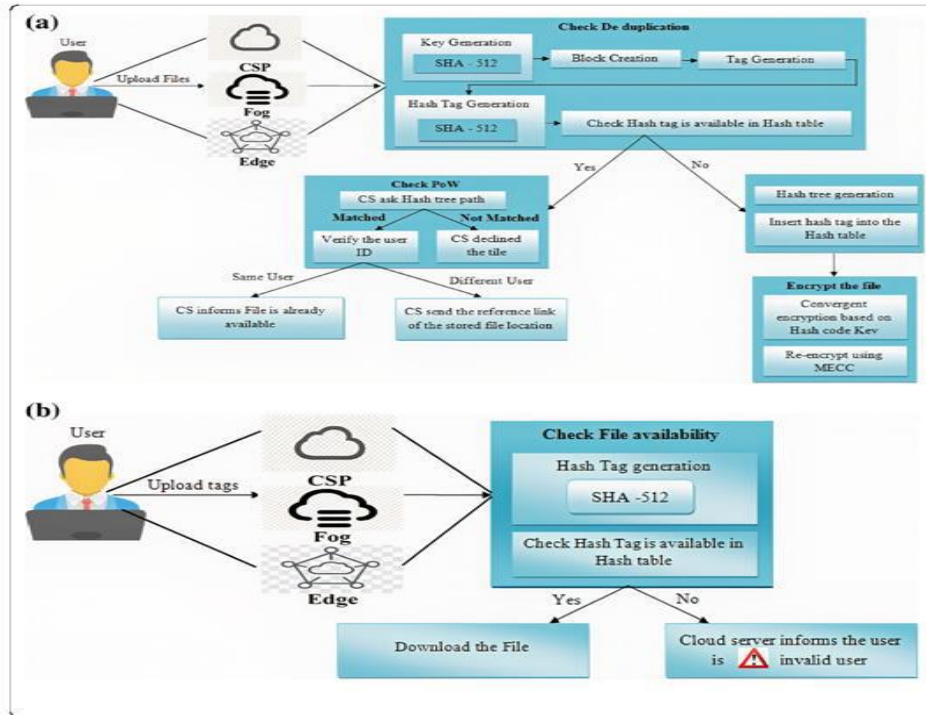 (a)
User
Upload Files
CSP
Fog
Edge
Check De duplication
Key Generation
SHA - 512
Block Creation
Tag Generation
Hash Tag Generation
SHA - 512
Check Hash tag is available in Hash table
Yes
No
Check PoW
CS ask Hash tree path
Matched
Not Matched
Verify the user
ID
CS declined
the tile
Same User
Different User
CS informs File is already
available
CS send the reference link
of the stored file location
Hash tree generation
Insert hash tag into the
Hash table
Encrypt the file
Convergent
encryption based on
Hash code Kev
Re-encrypt using
MECC
(b)
User
Upload tags
CSP
Fog
Edge
Check File availability
Hash Tag generation
SHA -512
Check Hash Tag is available in
Hash table
Yes
No
Download the File
Cloud server informs the user
is invalid user